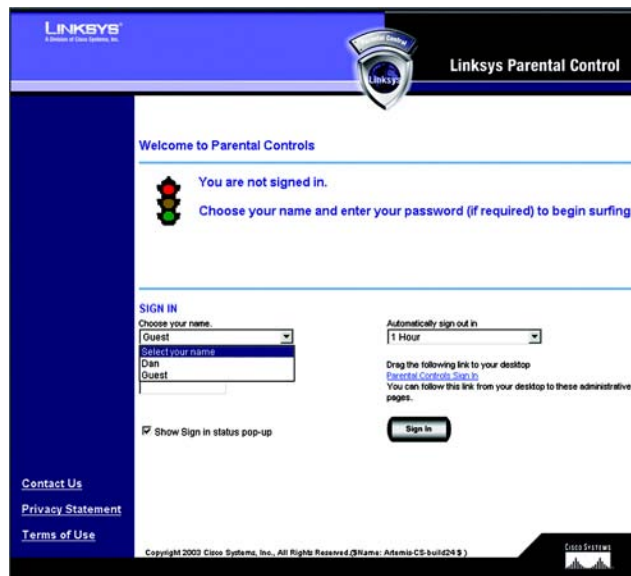 LINKSYS®
A Division of Cisco Systems, Inc.
Parental Control
Linksys
Linksys Parental Control
Welcome to Parental Controls
You are not signed in.
Choose your name and enter your password (if required) to begin surfing
SIGN IN
Choose your name.
Guest
Select your name
Dan
Guest
Automatically sign out in
1 Hour
Drag the following link to your desktop
Parental Controls Sign In
You can follow this link from your desktop to these administrative
pages.
Show Sign in status pop-up
Sign In
Contact Us
Privacy Statement
Terms of Use
Copyright 2003 Cisco Systems, Inc., All Rights Reserved.($Name: Artemis-CS-build24 $ )
CISCO SYSTEMS